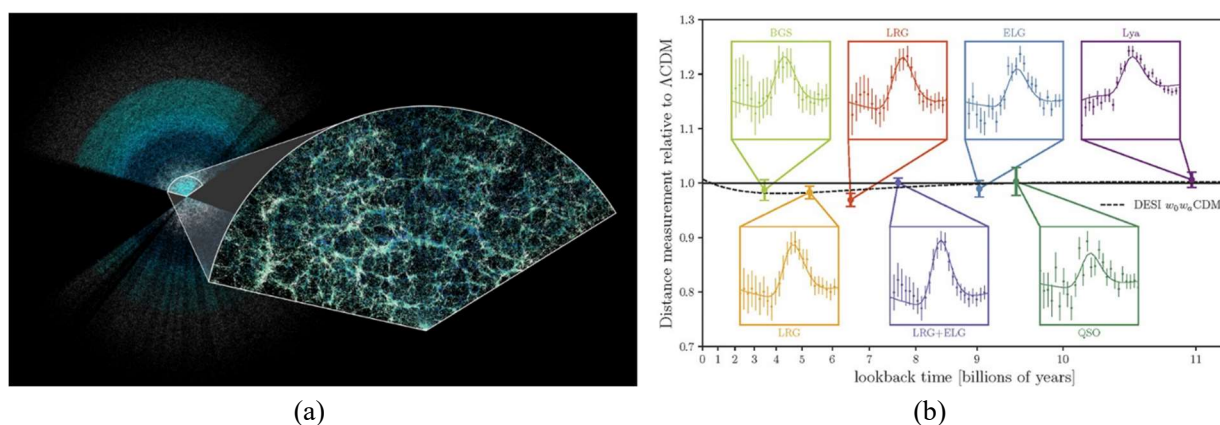 BGS LRG ELG Lya
1.3
1.2
1.1
1.0
0.9
0.8
0.7
Distance measurement relative to ΛCDM
DESI w₀wₐCDM
LRG LRG+ELG QSO
0 1 2 3 4 5 6 7 8 9 10 11
lookback time [billions of years]
(a) (b)